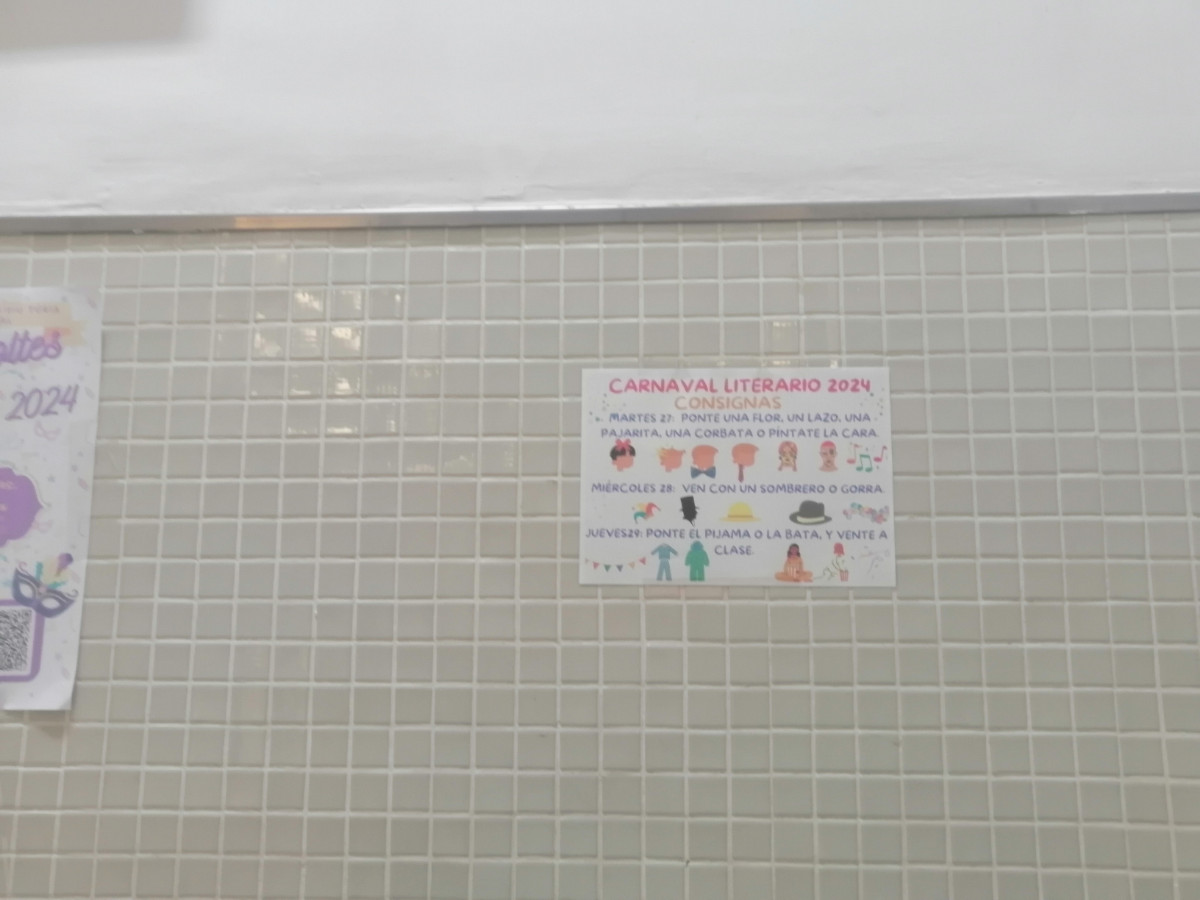 2024
CARNAVAL LITERARIO 2024
CONSIGNAS
MARTES 27: PONTE UNA FLOR, UN LAZO, UNA
PAJARITA, UNA CORBATA O PÍNTATE LA CARA.
MIÉRCOLES 28: VEN CON UN SOMBRERO O GORRA.
JUEVES29: PONTE EL PIJAMA O LA BATA, Y VENTE A
CLASE.